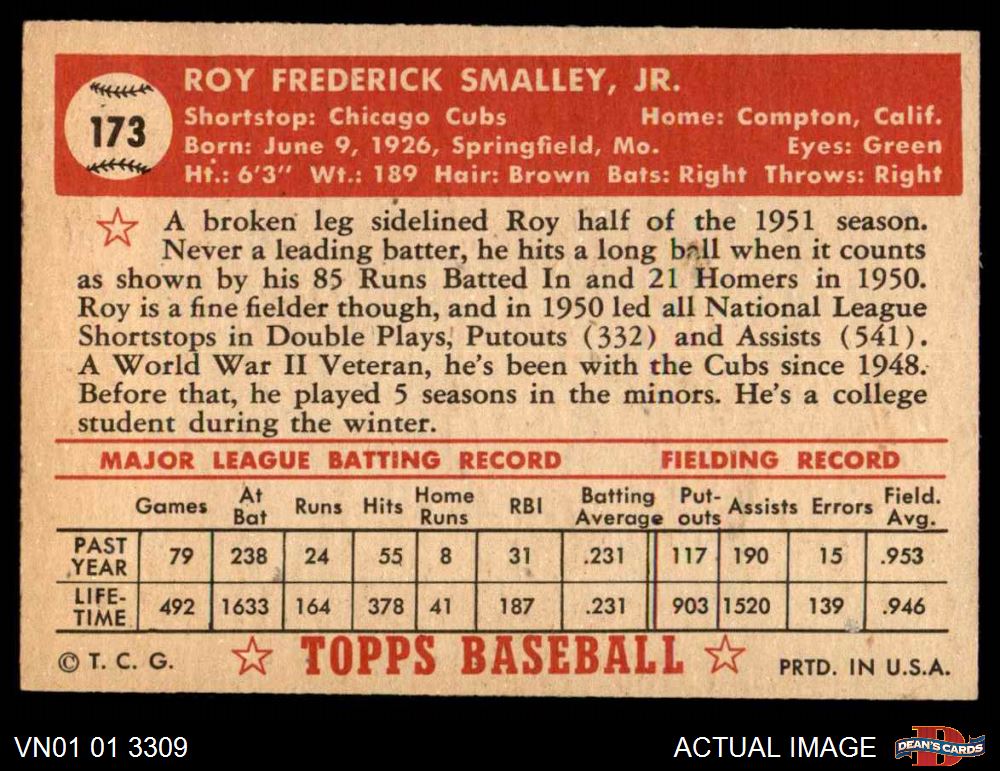 173
ROY FREDERICK SMALLEY, JR.
Shortstop: Chicago Cubs Home: Compton, Calif.
Born: June 9, 1926, Springfield, Mo. Eyes: Green
Ht.: 6'3" Wt.: 189 Hair: Brown Bats: Right Throws: Right
A broken leg sidelined Roy half of the 1951 season.
Never a leading batter, he hits a long ball when it counts
as shown by his 85 Runs Batted In and 21 Homers in 1950.
Roy is a fine fielder though, and in 1950 led all National League
Shortstops in Double Plays, Putouts (332) and Assists (541).
A World War II Veteran, he's been with the Cubs since 1948.
Before that, he played 5 seasons in the minors. He's a college
student during the winter.
MAJOR LEAGUE BATTING RECORD FIELDING RECORD
Games At Bat Runs Hits Home Runs RBI Batting Average Put-outs Assists Errors Field. Avg.
PAST YEAR 79 238 24 55 8 31 .231 117 190 15 .953
LIFE-TIME 492 1633 164 378 41 187 .231 903 1520 139 .946
© T. C. G. TOPPS BASEBALL PRTD. IN U.S.A.
VN01 01 3309 ACTUAL IMAGE DEAN'S CARDS